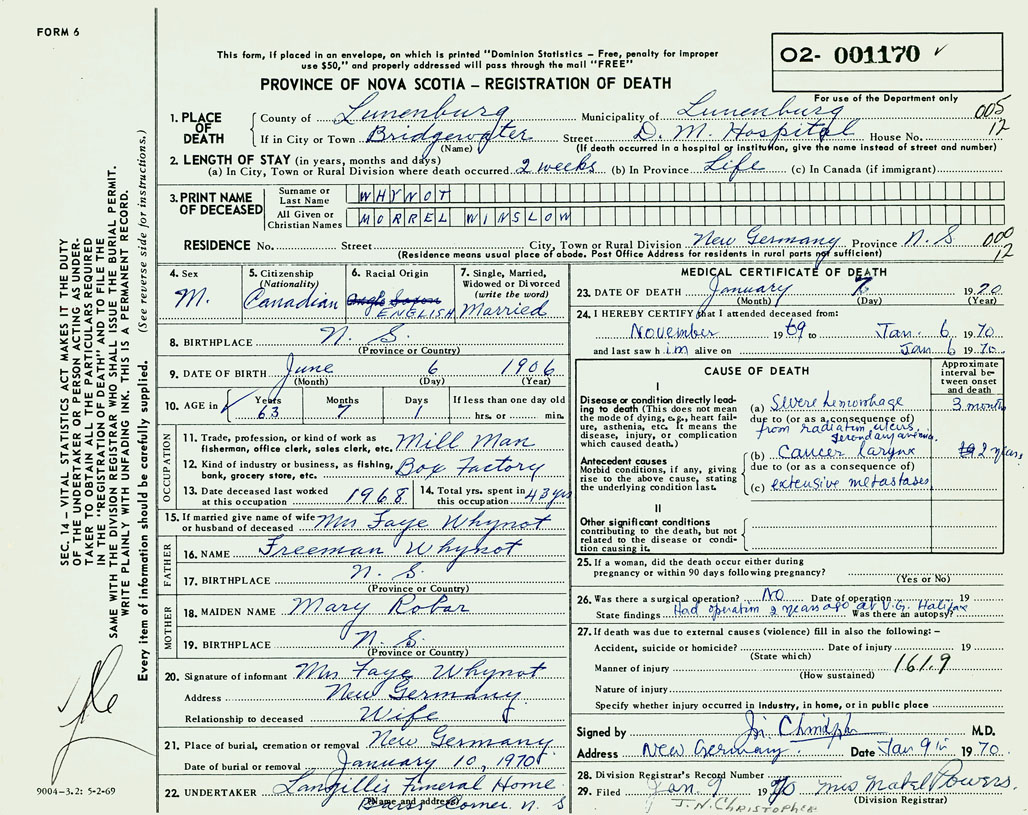 FORM 6
This form, if placed in an envelope, on which is printed "Dominion Statistics – Free, penalty for improper
use $50," and properly addressed will pass through the mail "FREE"
PROVINCE OF NOVA SCOTIA – REGISTRATION OF DEATH
O2- 001170
For use of the Department only
1. PLACE OF DEATH County of Lunenburg Municipality of Lunenburg 005
If in City or Town Bridgewater Street D. M. Hospital House No. 12
(Name) (If death occurred in a hospital or institution, give the name instead of street and number)
2. LENGTH OF STAY (in years, months and days)
(a) In City, Town or Rural Division where death occurred 2 weeks (b) In Province Life (c) In Canada (if immigrant)
3. PRINT NAME OF DECEASED
Surname or Last Name WHYNOT
All Given or Christian Names MORREL WINSLOW
RESIDENCE No. Street City, Town or Rural Division New Germany Province N. S 000
(Residence means usual place of abode. Post Office Address for residents in rural parts not sufficient) 12
4. Sex M.
5. Citizenship (Nationality) Canadian
6. Racial Origin Anglo Saxon ENGLISH
7. Single, Married, Widowed or Divorced (write the word) Married
8. BIRTHPLACE N. S.
(Province or Country)
9. DATE OF BIRTH June 6 1906
(Month) (Day) (Year)
10. AGE in Years Months Days If less than one day old
63 7 1 hrs. or min.
OCCUPATION
11. Trade, profession, or kind of work as
fisherman, office clerk, sales clerk, etc. Mill Man
12. Kind of industry or business, as fishing,
bank, grocery store, etc. Box Factory
13. Date deceased last worked
at this occupation 1968
14. Total yrs. spent in
this occupation 43 yrs
15. If married give name of wife
or husband of deceased Mrs Faye Whynot
FATHER
16. NAME Freeman Whynot
17. BIRTHPLACE N. S.
(Province or Country)
MOTHER
18. MAIDEN NAME Mary Robar
19. BIRTHPLACE N. S.
(Province or Country)
20. Signature of informant Mrs Faye Whynot
Address New Germany
Relationship to deceased Wife
21. Place of burial, cremation or removal New Germany
Date of burial or removal January 10, 1970
22. UNDERTAKER Langillis Funeral Home
(Name and address)
Barss Corner N. S
MEDICAL CERTIFICATE OF DEATH
23. DATE OF DEATH January 7 1970
(Month) (Day) (Year)
24. I HEREBY CERTIFY that I attended deceased from:
November 1969 to Jan. 6 1970
and last saw him alive on Jan 6 1970
CAUSE OF DEATH
Approximate interval between onset and death
I
Disease or condition directly leading
to death (This does not mean
the mode of dying, e.g., heart failure,
asthenia, etc. It means the
disease, injury, or complication
which caused death.)
(a) Severe hemorrhage 3 months
due to (or as a consequence of)
from radiation
secondary
Antecedent causes
Morbid conditions, if any, giving
rise to the above cause, stating
the underlying condition last.
(b) Cancer larynx 2 years
due to (or as a consequence of)
(c) extensive metastases
II
Other significant conditions
contributing to the death, but not
related to the disease or condition
causing it.
25. If a woman, did the death occur either during
pregnancy or within 90 days following pregnancy?
(Yes or No)
26. Was there a surgical operation? No Date of operation 19
State findings Had operation 2 years ago at V.G. Halifax Was there an autopsy?
27. If death was due to external causes (violence) fill in also the following: –
Accident, suicide or homicide? Date of injury 19
(State which)
Manner of injury 161.9
(How sustained)
Nature of injury
Specify whether injury occurred in industry, in home, or in public place
Signed by M.D.
Address New Germany. Date Jan 9 1970
28. Division Registrar's Record Number
29. Filed Jan 9 1970 Mrs Mabel Powers.
(Division Registrar)
J. N. CHRISTOPHER
SEC. 14 – VITAL STATISTICS ACT MAKES IT THE DUTY
OF THE UNDERTAKER OR PERSON ACTING AS UNDERTAKER
TO OBTAIN ALL THE PARTICULARS REQUIRED
IN THE "REGISTRATION OF DEATH" AND TO FILE THE
SAME WITH THE DIVISION REGISTRAR WHO SHALL ISSUE THE BURIAL PERMIT.
WRITE PLAINLY WITH UNFADING INK. THIS IS A PERMANENT RECORD.
Every item of information should be carefully supplied. (See reverse side for instructions.)
9004–3.2: 5-2-69